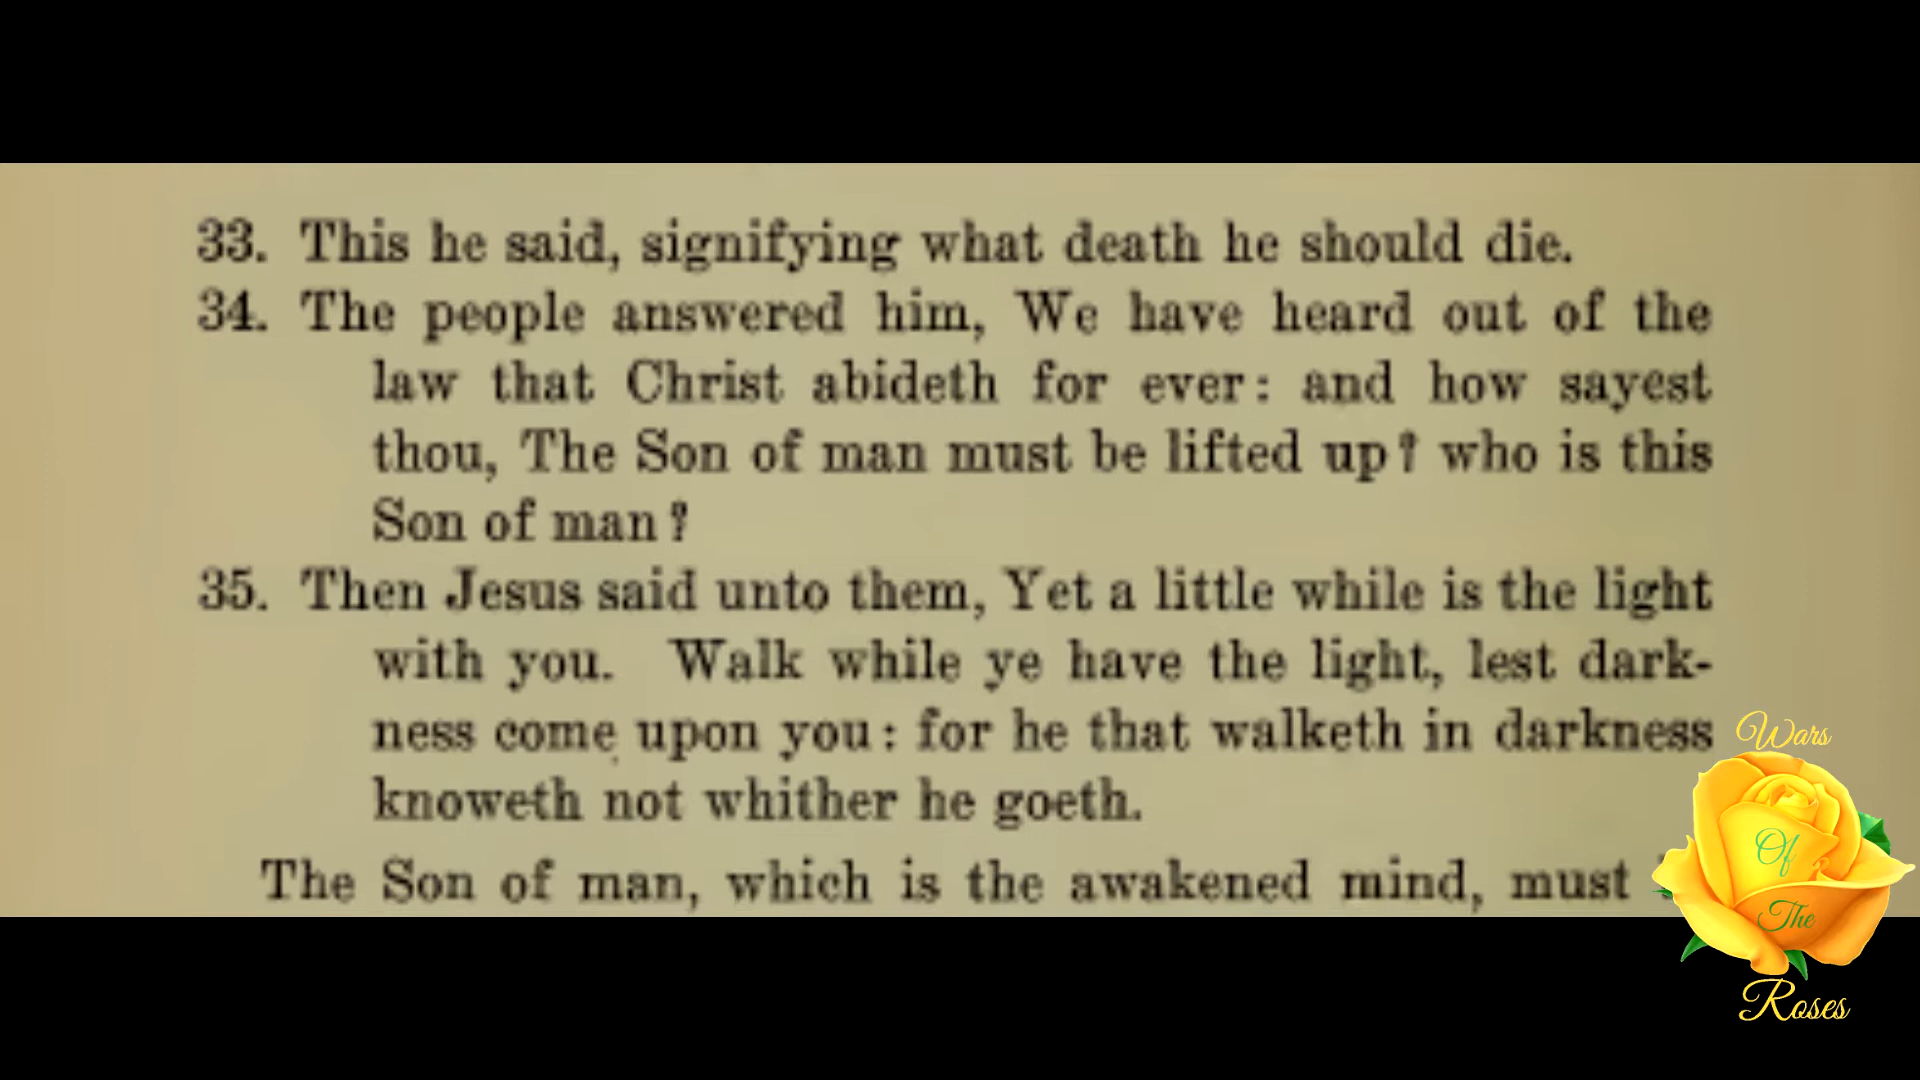 33. This he said, signifying what death he should die.
34. The people answered him, We have heard out of the
law that Christ abideth for ever: and how sayest
thou, The Son of man must be lifted up? who is this
Son of man?
35. Then Jesus said unto them, Yet a little while is the light
with you. Walk while ye have the light, lest dark-
ness come upon you: for he that walketh in darkness
knoweth not whither he goeth.
The Son of man, which is the awakened mind, must
Wars
Of
The
Roses